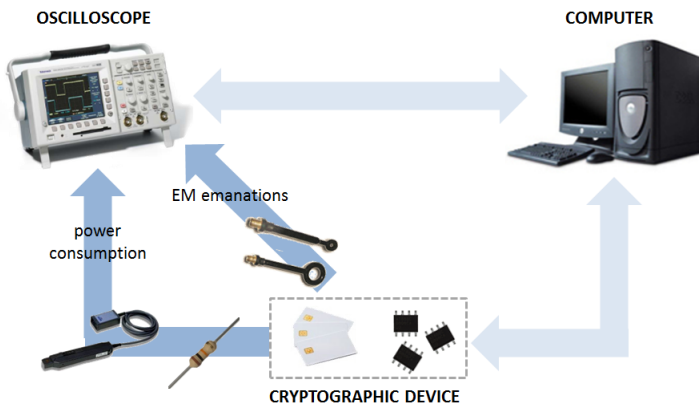 OSCILLOSCOPE
COMPUTER
EM emanations
power
consumption
CRYPTOGRAPHIC DEVICE